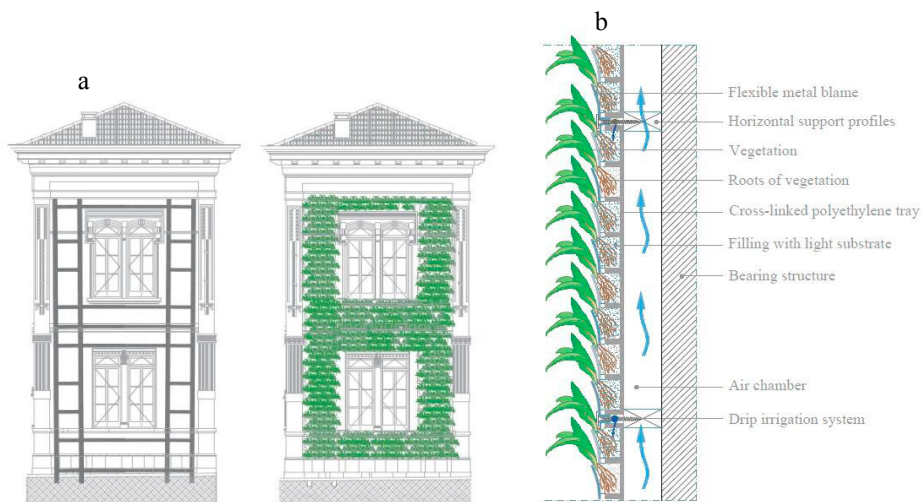 a
b
Flexible metal blame
Horizontal support profiles
Vegetation
Roots of vegetation
Cross-linked polyethylene tray
Filling with light substrate
Bearing structure
Air chamber
Drip irrigation system